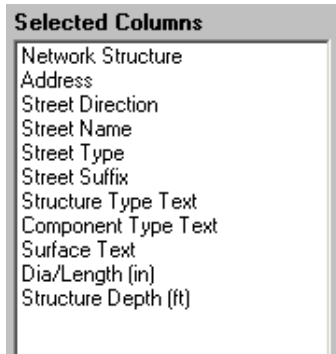 Selected Columns
Network Structure
Address
Street Direction
Street Name
Street Type
Street Suffix
Structure Type Text
Component Type Text
Surface Text
Dia/Length (in)
Structure Depth (ft)